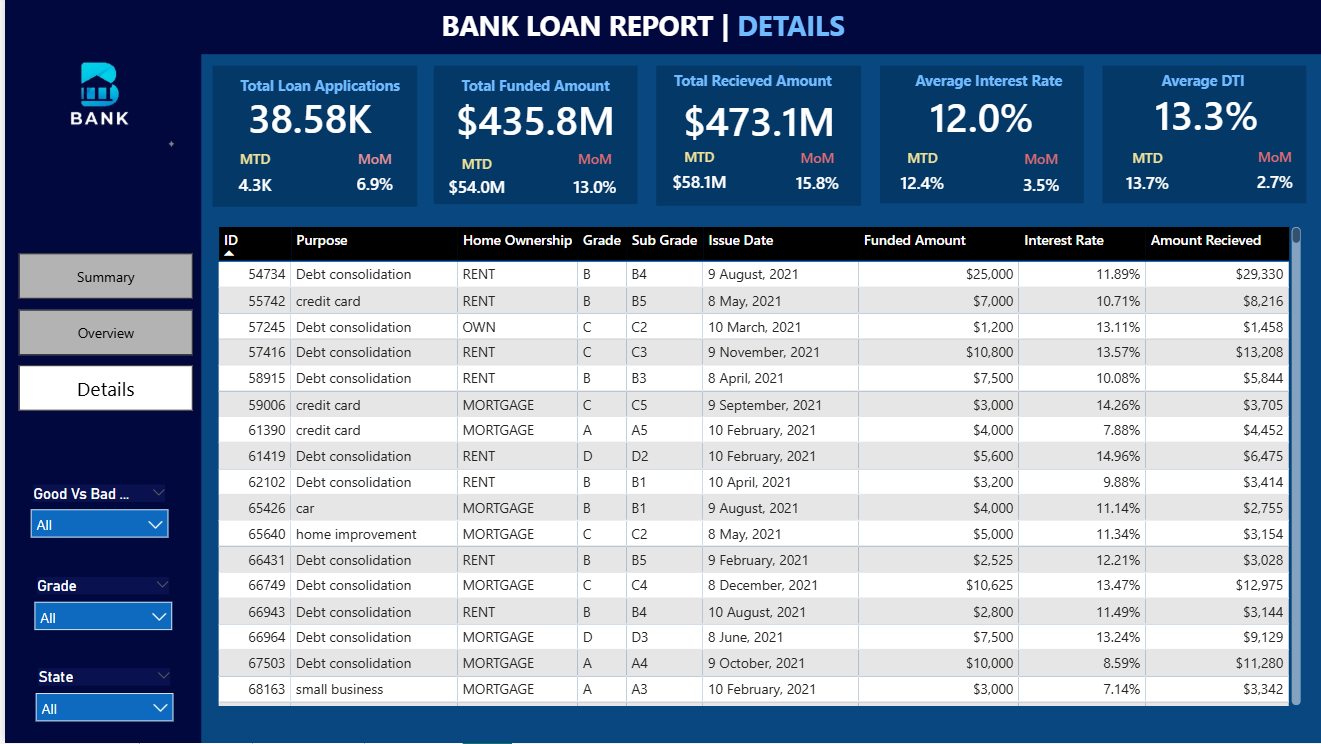 BANK LOAN REPORT | DETAILS
BANK
Total Loan Applications
38.58K
MTD MoM
4.3K 6.9%
Total Funded Amount
$435.8M
MTD MoM
$54.0M 13.0%
Total Recieved Amount
$473.1M
MTD MoM
$58.1M 15.8%
Average Interest Rate
12.0%
MTD MoM
12.4% 3.5%
Average DTI
13.3%
MTD MoM
13.7% 2.7%
Summary
Overview
Details
Good Vs Bad ...
All
Grade
All
State
All
ID Purpose Home Ownership Grade Sub Grade Issue Date Funded Amount Interest Rate Amount Recieved
54734 Debt consolidation RENT B B4 9 August, 2021 $25,000 11.89% $29,330
55742 credit card RENT B B5 8 May, 2021 $7,000 10.71% $8,216
57245 Debt consolidation OWN C C2 10 March, 2021 $1,200 13.11% $1,458
57416 Debt consolidation RENT C C3 9 November, 2021 $10,800 13.57% $13,208
58915 Debt consolidation RENT B B3 8 April, 2021 $7,500 10.08% $5,844
59006 credit card MORTGAGE C C5 9 September, 2021 $3,000 14.26% $3,705
61390 credit card MORTGAGE A A5 10 February, 2021 $4,000 7.88% $4,452
61419 Debt consolidation RENT D D2 10 February, 2021 $5,600 14.96% $6,475
62102 Debt consolidation RENT B B1 10 April, 2021 $3,200 9.88% $3,414
65426 car MORTGAGE B B1 9 August, 2021 $4,000 11.14% $2,755
65640 home improvement MORTGAGE C C2 8 May, 2021 $5,000 11.34% $3,154
66431 Debt consolidation RENT B B5 9 February, 2021 $2,525 12.21% $3,028
66749 Debt consolidation MORTGAGE C C4 8 December, 2021 $10,625 13.47% $12,975
66943 Debt consolidation RENT B B4 10 August, 2021 $2,800 11.49% $3,144
66964 Debt consolidation MORTGAGE D D3 8 June, 2021 $7,500 13.24% $9,129
67503 Debt consolidation MORTGAGE A A4 9 October, 2021 $10,000 8.59% $11,280
68163 small business MORTGAGE A A3 10 February, 2021 $3,000 7.14% $3,342